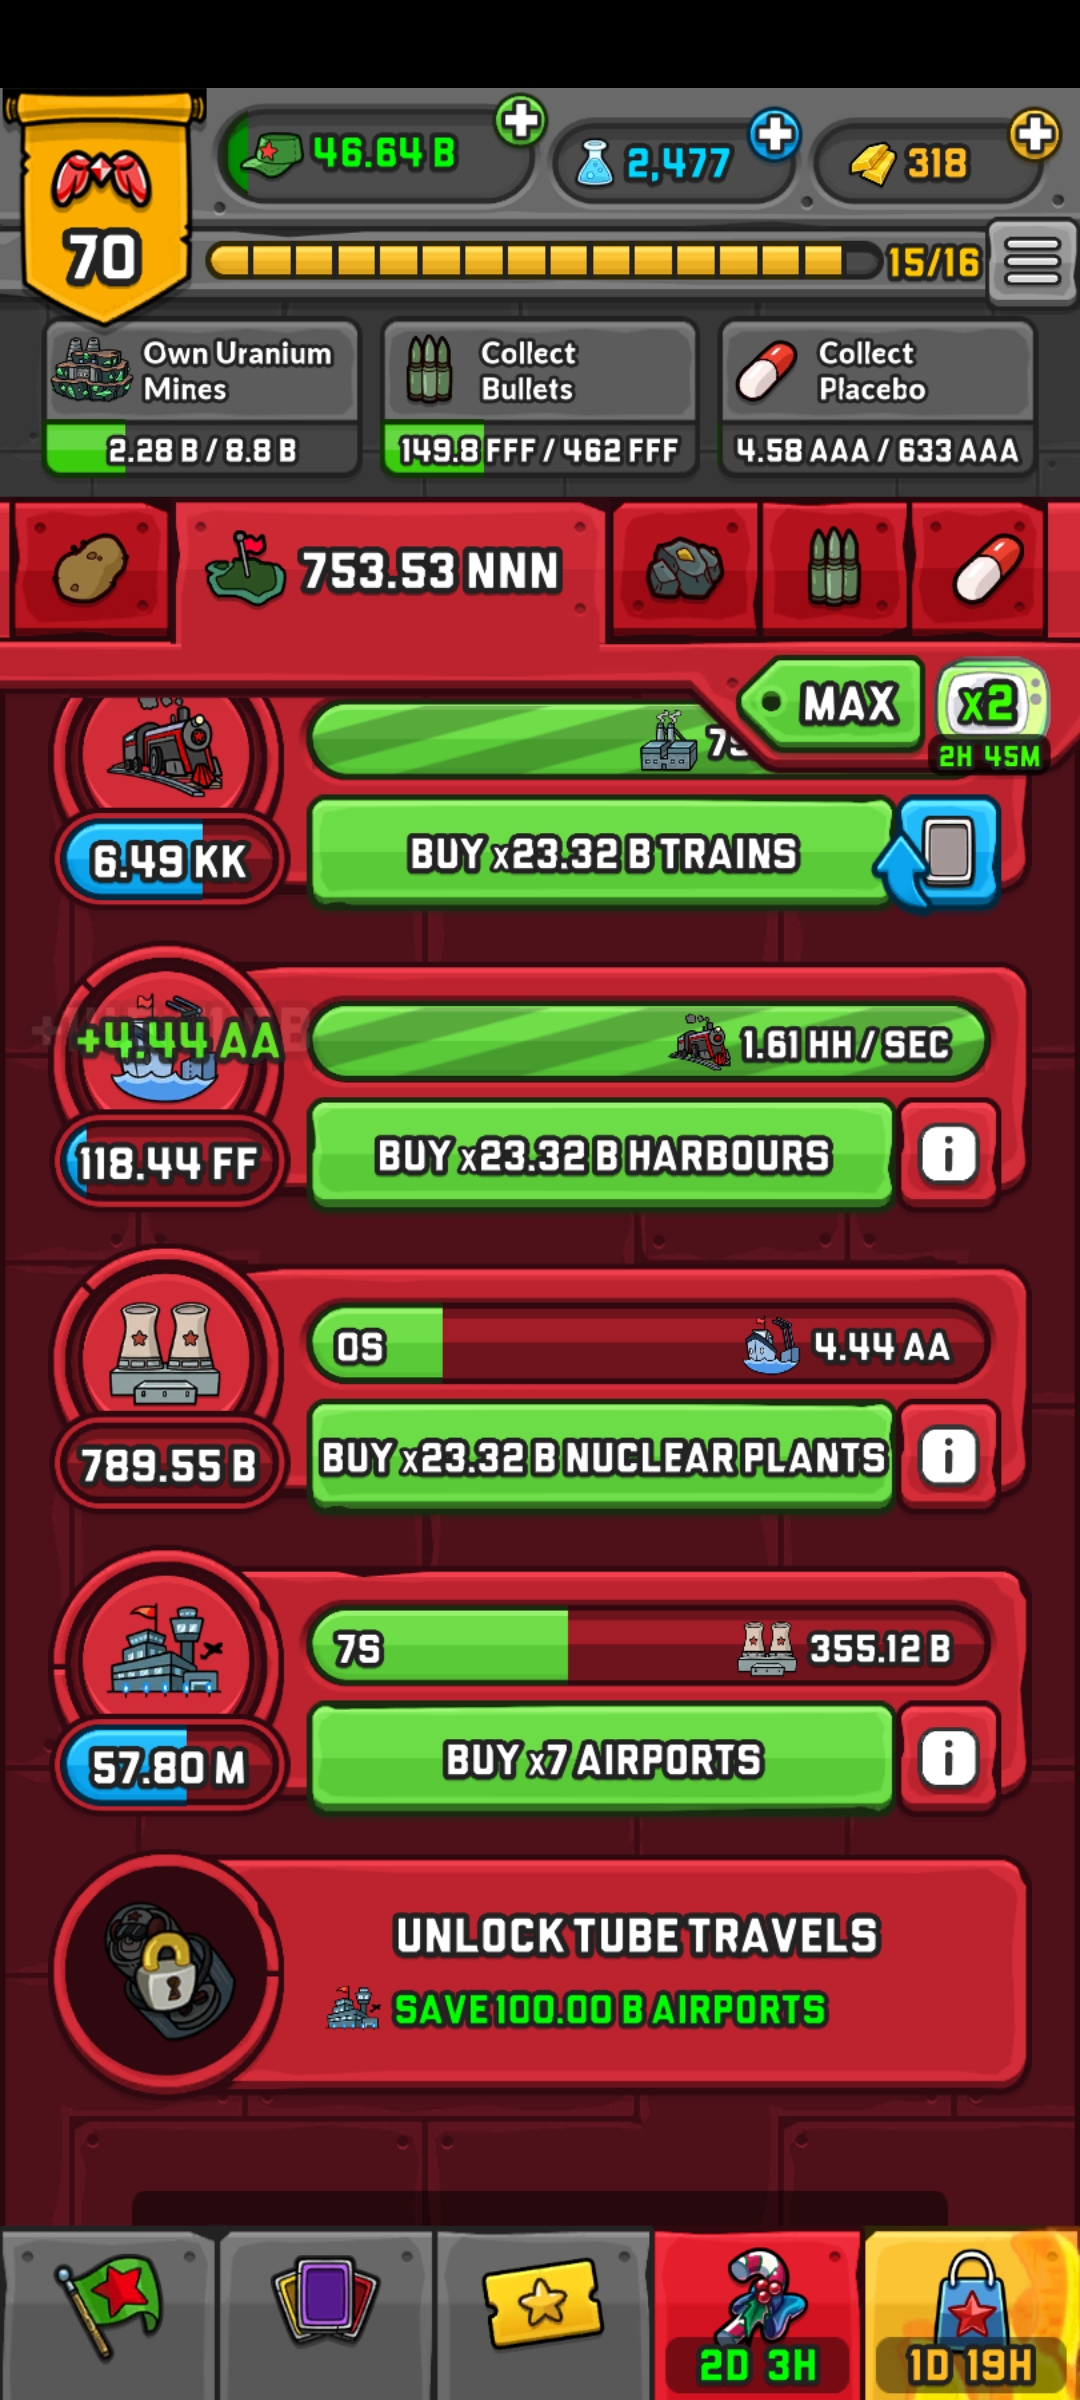 70
46.64 B
2,477
318
15/16
Own Uranium Mines
2.28 B / 8.8 B
Collect Bullets
149.8 FFF / 462 FFF
Collect Placebo
4.58 AAA / 633 AAA
753.53 NNN
MAX
x2
2H 45M
6.49 KK
BUY x23.32 B TRAINS
+4.44 AA
1.61 HH / SEC
118.44 FF
BUY x23.32 B HARBOURS
0S
4.44 AA
789.55 B
BUY x23.32 B NUCLEAR PLANTS
7S
355.12 B
57.80 M
BUY x7 AIRPORTS
UNLOCK TUBE TRAVELS
SAVE 100.00 B AIRPORTS
2D 3H
1D 19H